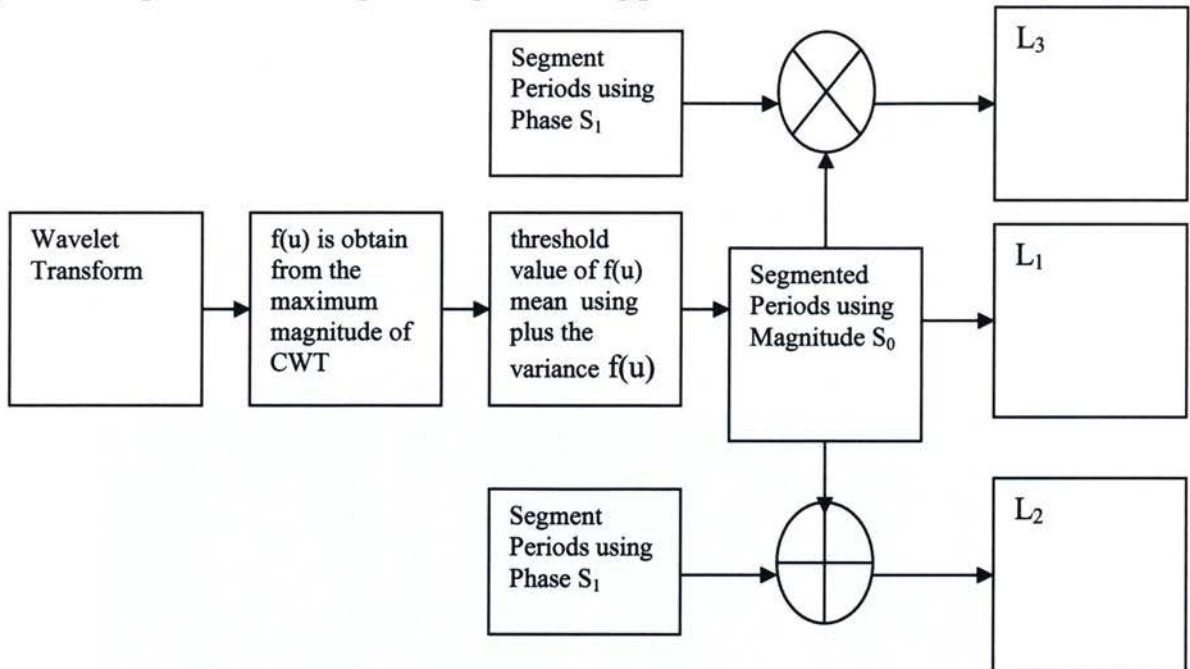 Segment
Periods using
Phase S₁
L₃
Wavelet
Transform
f(u) is obtain
from the
maximum
magnitude of
CWT
threshold
value of f(u)
mean using
plus the
variance f(u)
Segmented
Periods using
Magnitude S₀
L₁
Segment
Periods using
Phase S₁
L₂